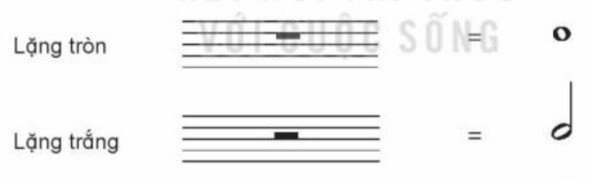 VỚI CUỘC SỐNG
Lặng tròn =
Lặng trắng =